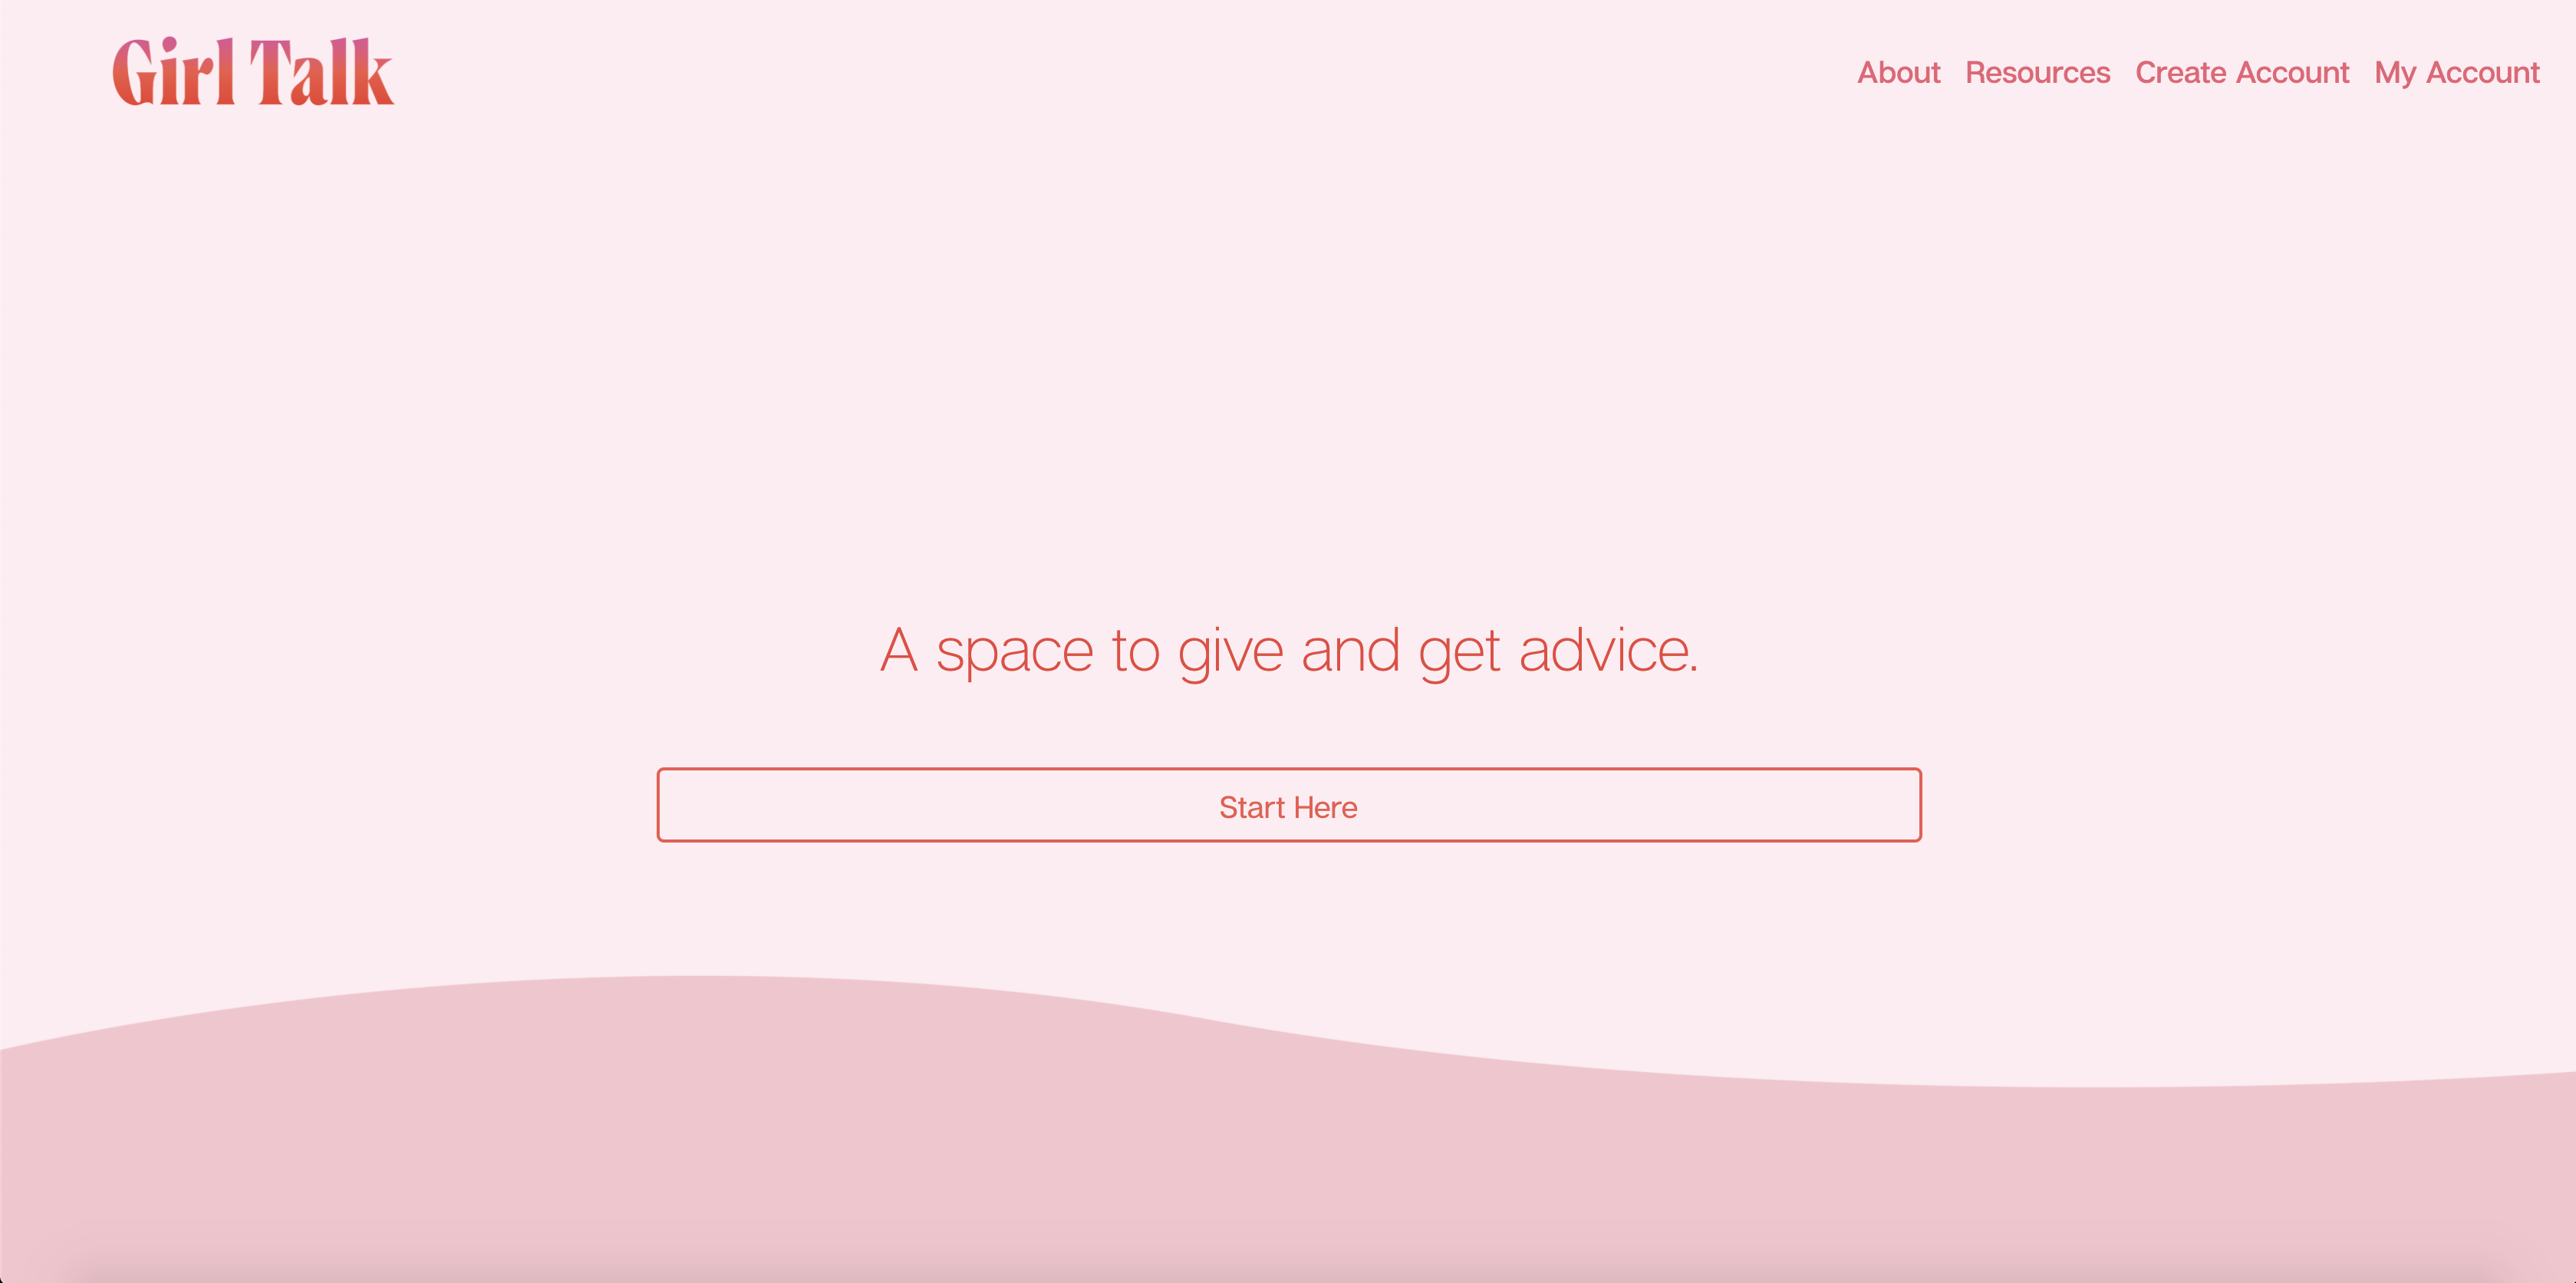 Girl Talk
About Resources Create Account My Account
A space to give and get advice.
Start Here